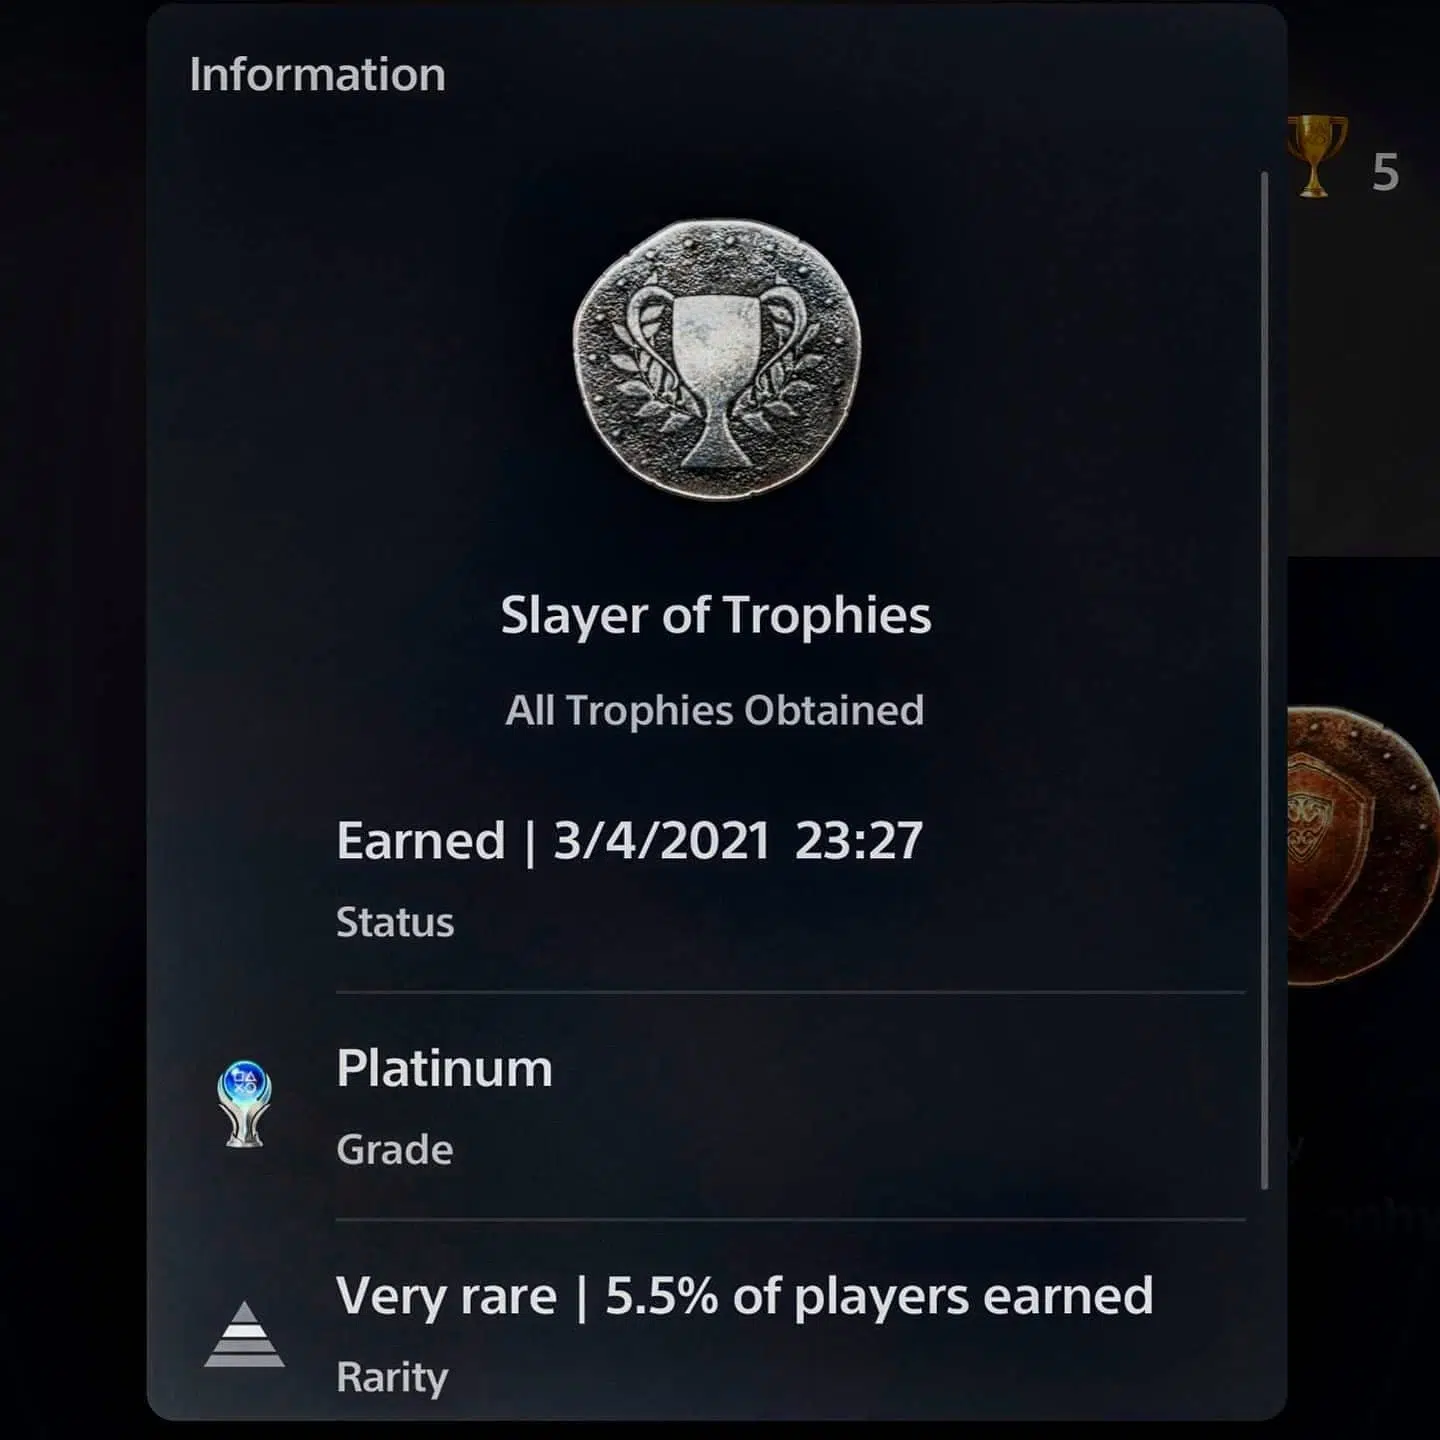 Information
5
Slayer of Trophies
All Trophies Obtained
Earned | 3/4/2021 23:27
Status
Platinum
Grade
Very rare | 5.5% of players earned
Rarity